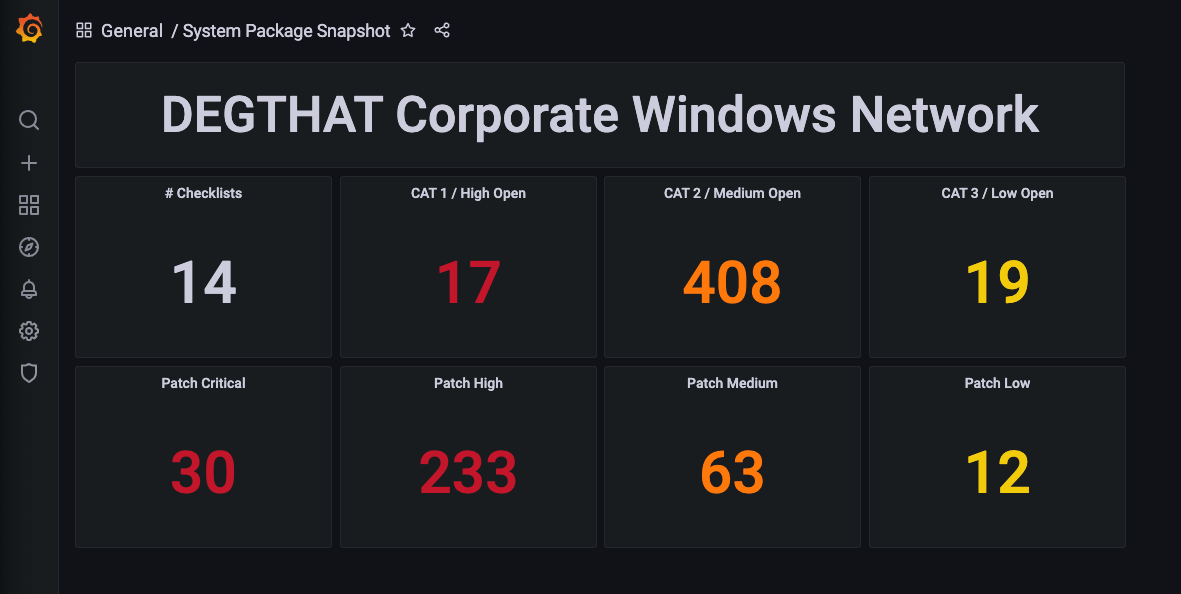 General / System Package Snapshot
DEGTHAT Corporate Windows Network
# Checklists
14
CAT 1 / High Open
17
CAT 2 / Medium Open
408
CAT 3 / Low Open
19
Patch Critical
30
Patch High
233
Patch Medium
63
Patch Low
12